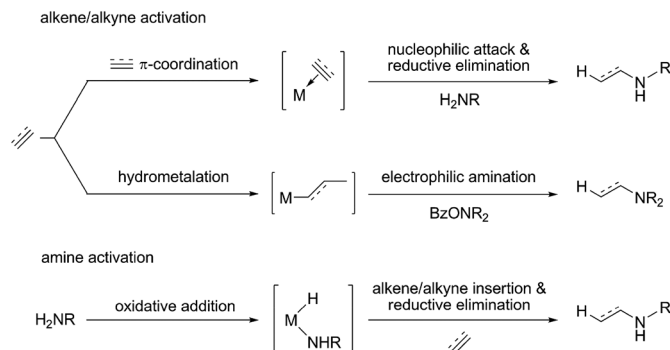 alkene/alkyne activation
π-coordination
nucleophilic attack &
reductive elimination
M
H
N
H
R
H2NR
hydrometalation
electrophilic amination
M
H
NR2
BzONR2
amine activation
H2NR
oxidative addition
H
M
NHR
alkene/alkyne insertion &
reductive elimination
H
N
H
R